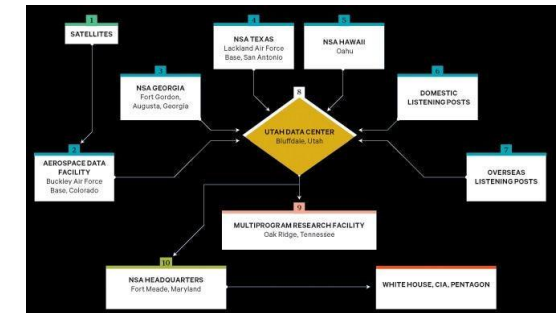 1
SATELLITES
4
NSA TEXAS
Lackland Air Force
Base, San Antonio
5
NSA HAWAII
Oahu
3
NSA GEORGIA
Fort Gordon,
Augusta, Georgia
8
UTAH DATA CENTER
Bluffdale, Utah
6
DOMESTIC
LISTENING POSTS
2
AEROSPACE DATA
FACILITY
Buckley Air Force
Base, Colorado
7
OVERSEAS
LISTENING POSTS
9
MULTIPROGRAM RESEARCH FACILITY
Oak Ridge, Tennessee
10
NSA HEADQUARTERS
Fort Meade, Maryland
WHITE HOUSE, CIA, PENTAGON